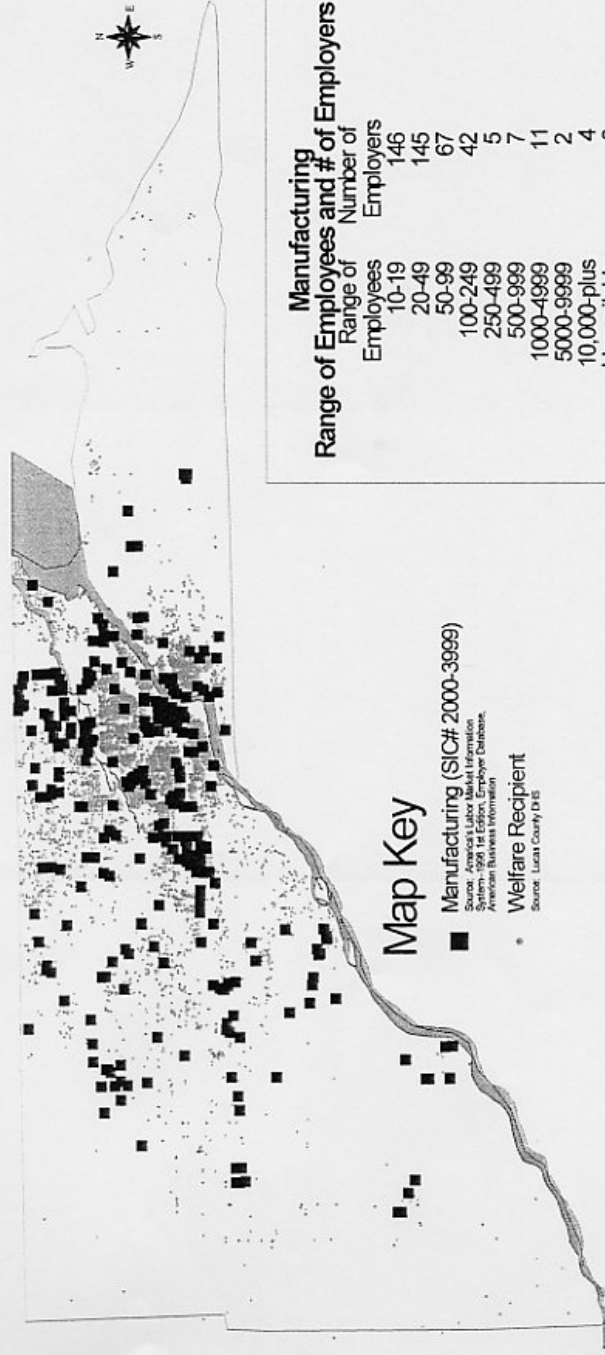 N
W E
S
Manufacturing
Range of Employees and # of Employers
Range of Number of
Employees Employers
10-19 146
20-49 145
50-99 67
100-249 42
250-499 5
500-999 7
1000-4999 11
5000-9999 2
10,000-plus 4
Map Key
Manufacturing (SIC# 2000-3999)
Source: America's Labor Market Information
System-1998 1st Edition, Employer Database,
American Business Information
Welfare Recipient
Source: Lucas County DHS